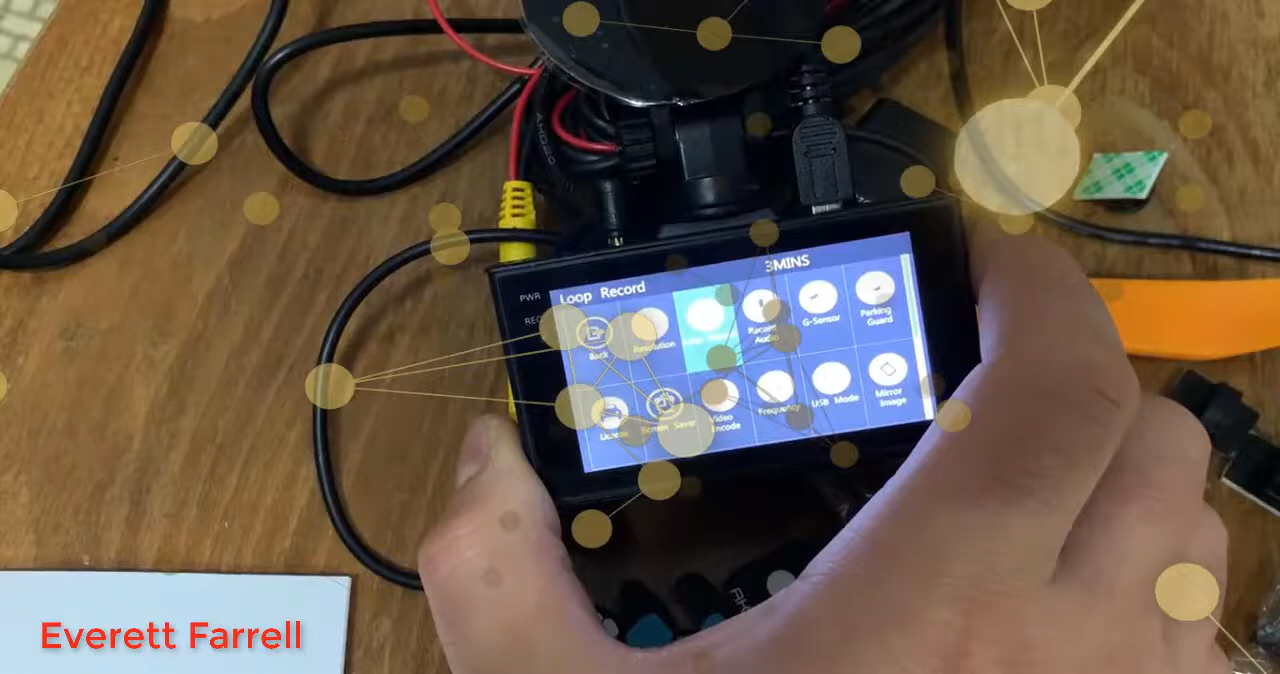 PWR
REC
Loop Record
3MINS
Back
Resolution
Record Audio
G-Sensor
Parking Guard
License
Screen Saver
Video Encode
Frequency
USB Mode
Mirror Image
Everett Farrell